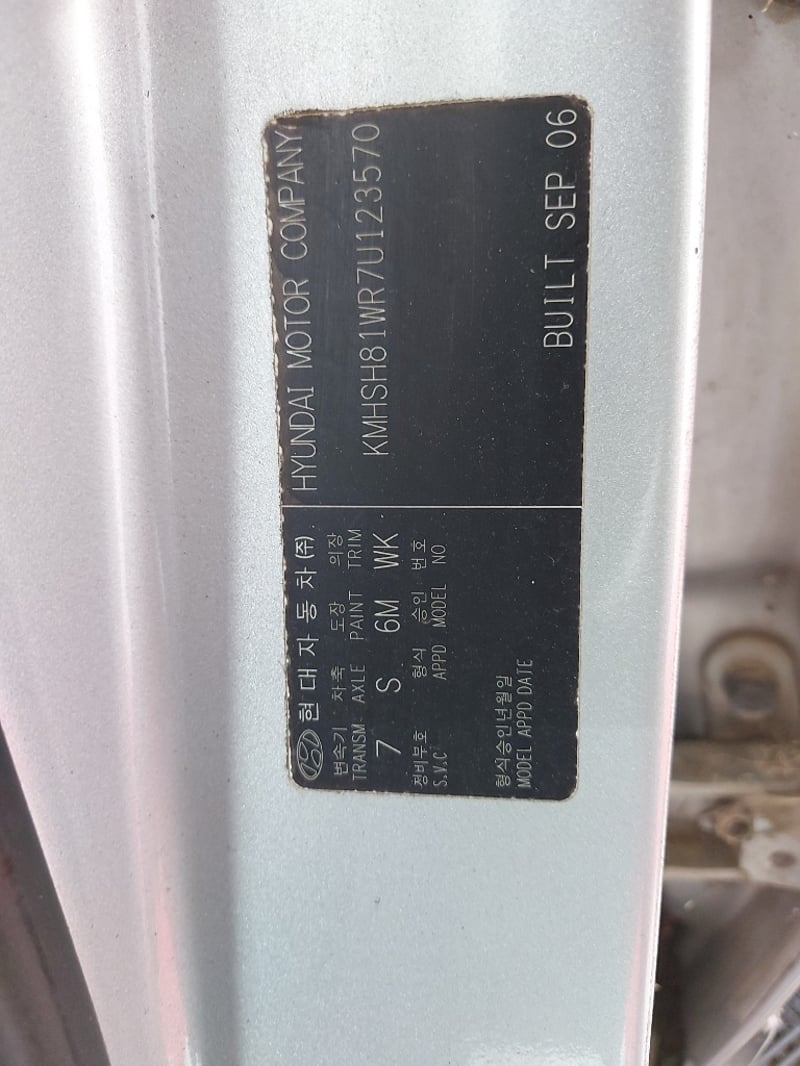 현대자동차(주)
변속기 차축 도장 의장
TRANSM AXLE PAINT TRIM
7 S 6M WK
정비부호 형식 승인 번호
S.V.C APPD MODEL NO
형식승인년월일
MODEL APPD DATE
HYUNDAI MOTOR COMPANY
KMHSH81WR7U123570
BUILT SEP 06